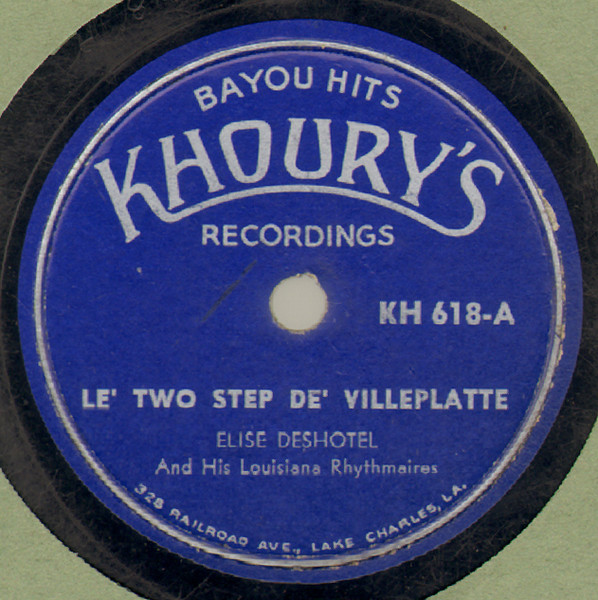 BAYOU HITS
KHOURY'S
RECORDINGS
KH 618-A
LE' TWO STEP DE' VILLEPLATTE
ELISE DESHOTEL
And His Louisiana Rhythmaires
328 RAILROAD AVE., LAKE CHARLES, LA.